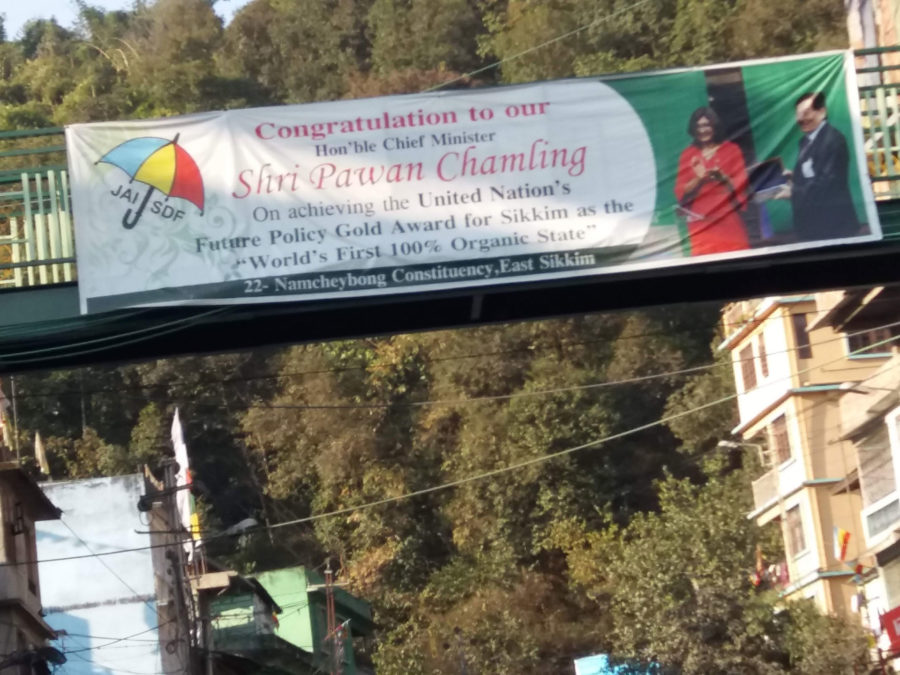 JAI SDF
Congratulation to our
Hon'ble Chief Minister
Shri Pawan Chamling
On achieving the United Nation's
Future Policy Gold Award for Sikkim as the
"World's First 100% Organic State"
22- Namcheybong Constituency,East Sikkim